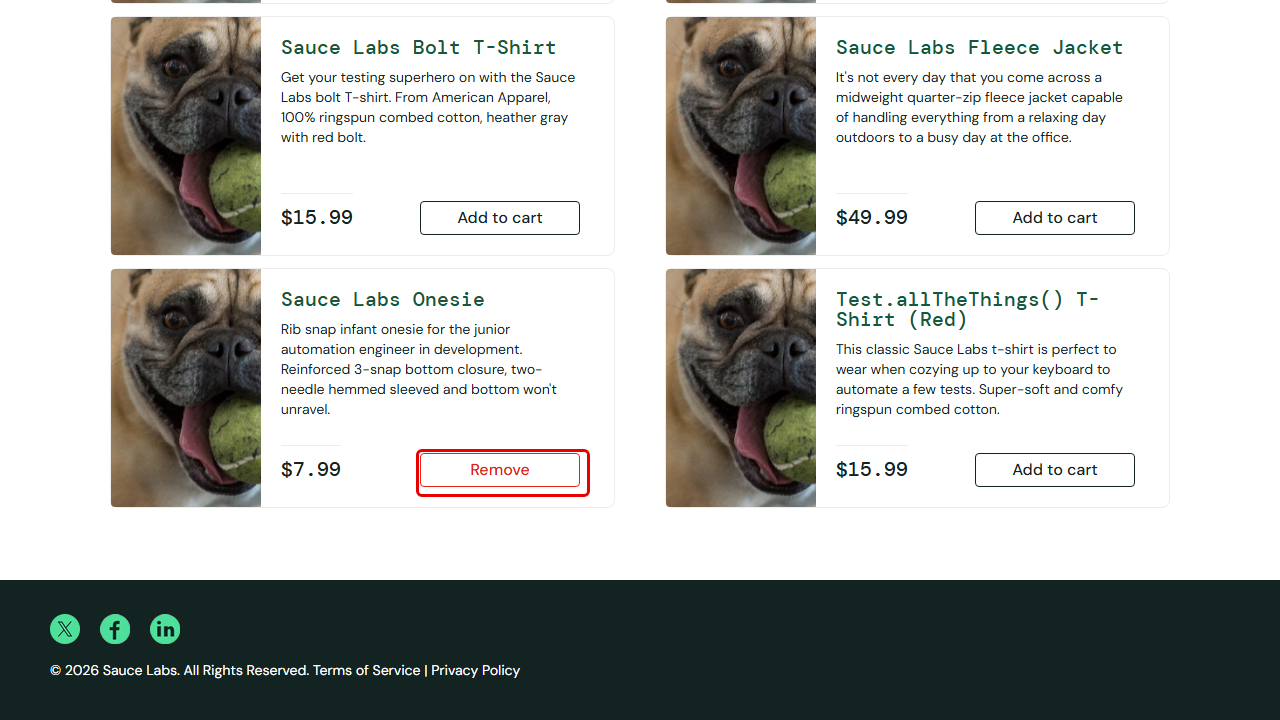 Sauce Labs Bolt T-Shirt
Get your testing superhero on with the Sauce
Labs bolt T-shirt. From American Apparel,
100% ringspun combed cotton, heather gray
with red bolt.
$15.99
Add to cart
Sauce Labs Fleece Jacket
It's not every day that you come across a
midweight quarter-zip fleece jacket capable
of handling everything from a relaxing day
outdoors to a busy day at the office.
$49.99
Add to cart
Sauce Labs Onesie
Rib snap infant onesie for the junior
automation engineer in development.
Reinforced 3-snap bottom closure, two-
needle hemmed sleeved and bottom won't
unravel.
$7.99
Remove
Test.allTheThings() T-
Shirt (Red)
This classic Sauce Labs t-shirt is perfect to
wear when cozying up to your keyboard to
automate a few tests. Super-soft and comfy
ringspun combed cotton.
$15.99
Add to cart
© 2026 Sauce Labs. All Rights Reserved. Terms of Service | Privacy Policy